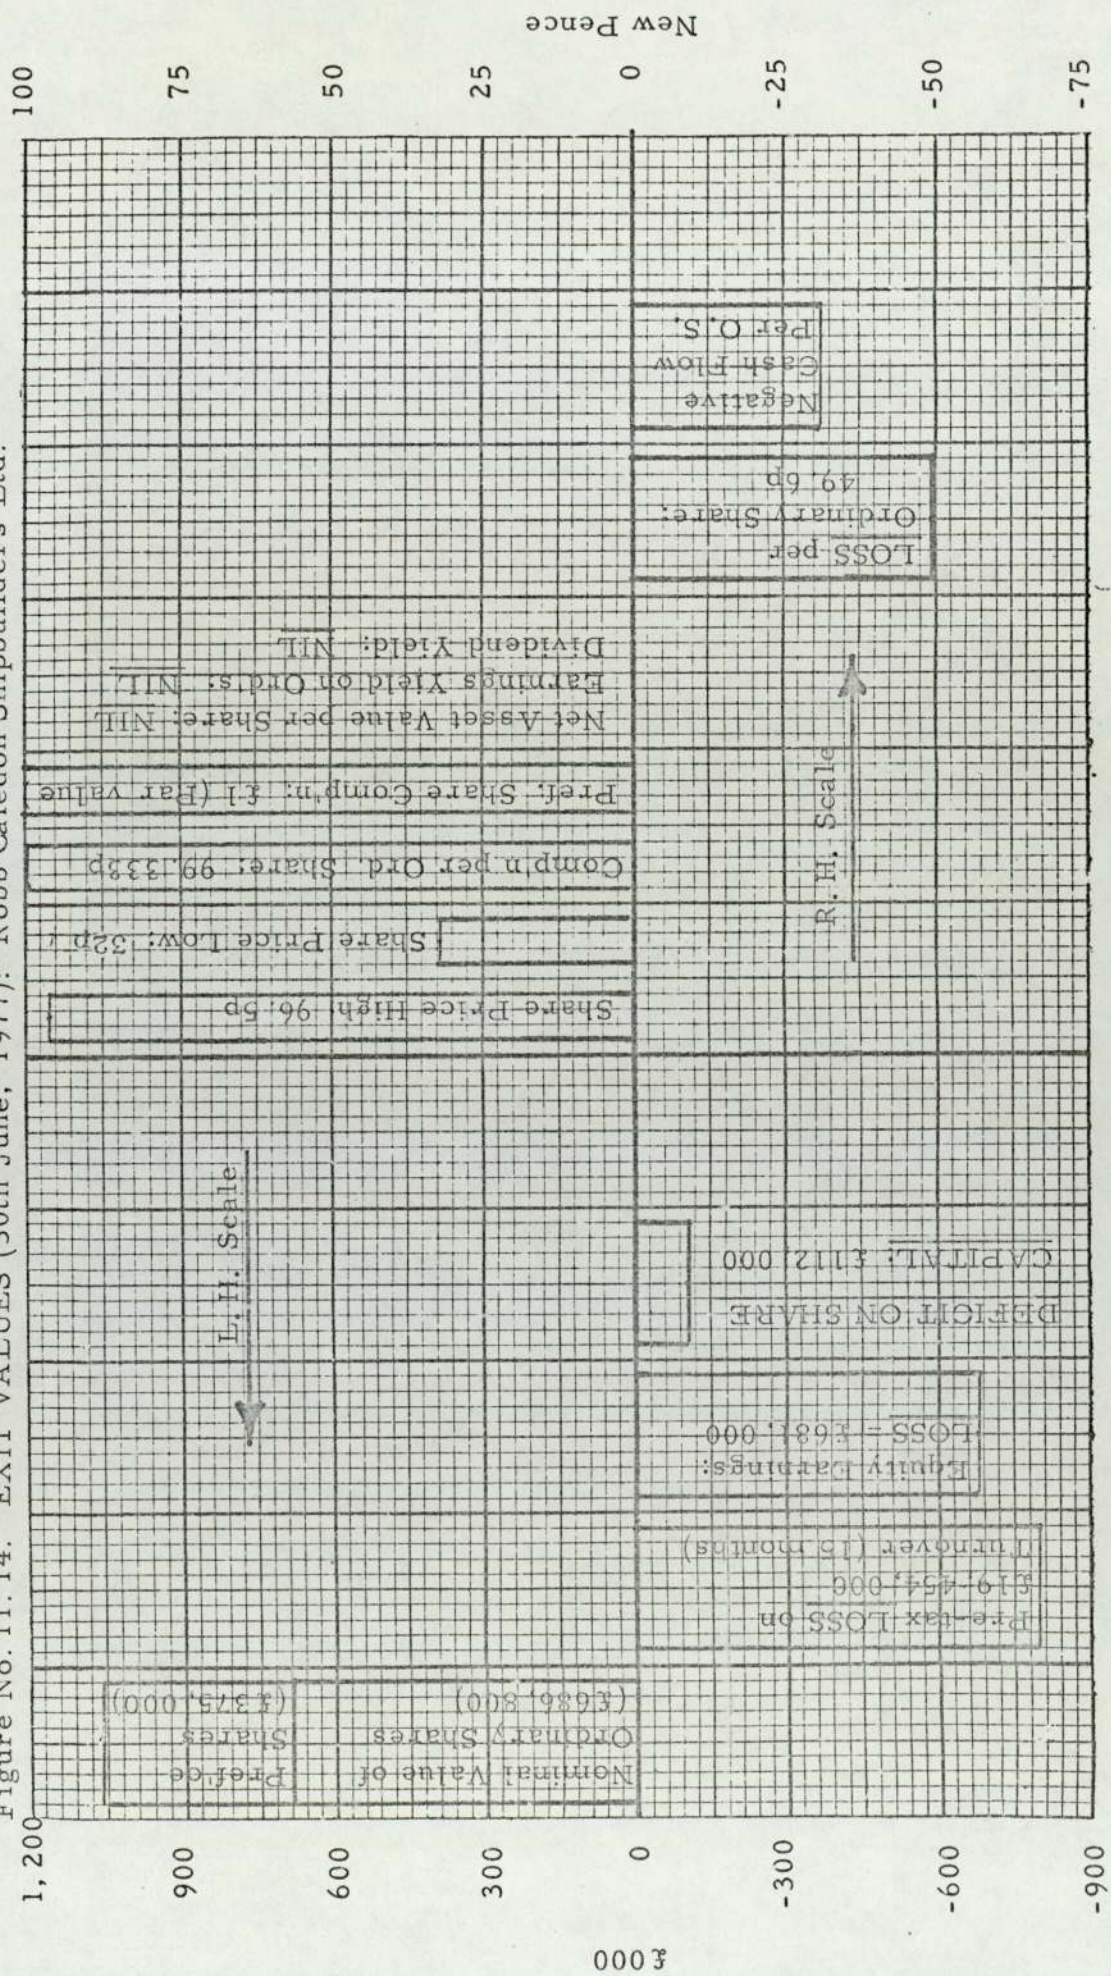 Figure No. 11.14. EXIT VALUES (30th June, 1977): Robb Caledon Shipbuilders Ltd.
£000
1,200
900
600
300
0
-300
-600
-900
Nominal Value of
Ordinary Shares
(£686,800)
Pref'ce
Shares
(£375,000)
Pre-tax LOSS on
£19,454,000
Turnover (15 months)
Equity Earnings:
LOSS = £681,000
DEFICIT ON SHARE
CAPITAL: £112,000
L.H. Scale
Share Price High 96.5p
Share Price Low: 32p
Comp'n per Ord. Share: 99.333p
Pref. Share Comp'n: £1 (Par value
Net Asset Value per Share: NIL
Earnings Yield on Ord's: NIL
Dividend Yield: NIL
R.H. Scale
LOSS per
Ordinary Share:
49.6p
Negative
Cash Flow
Per O.S.
100
75
50
25
0
-25
-50
-75
New Pence